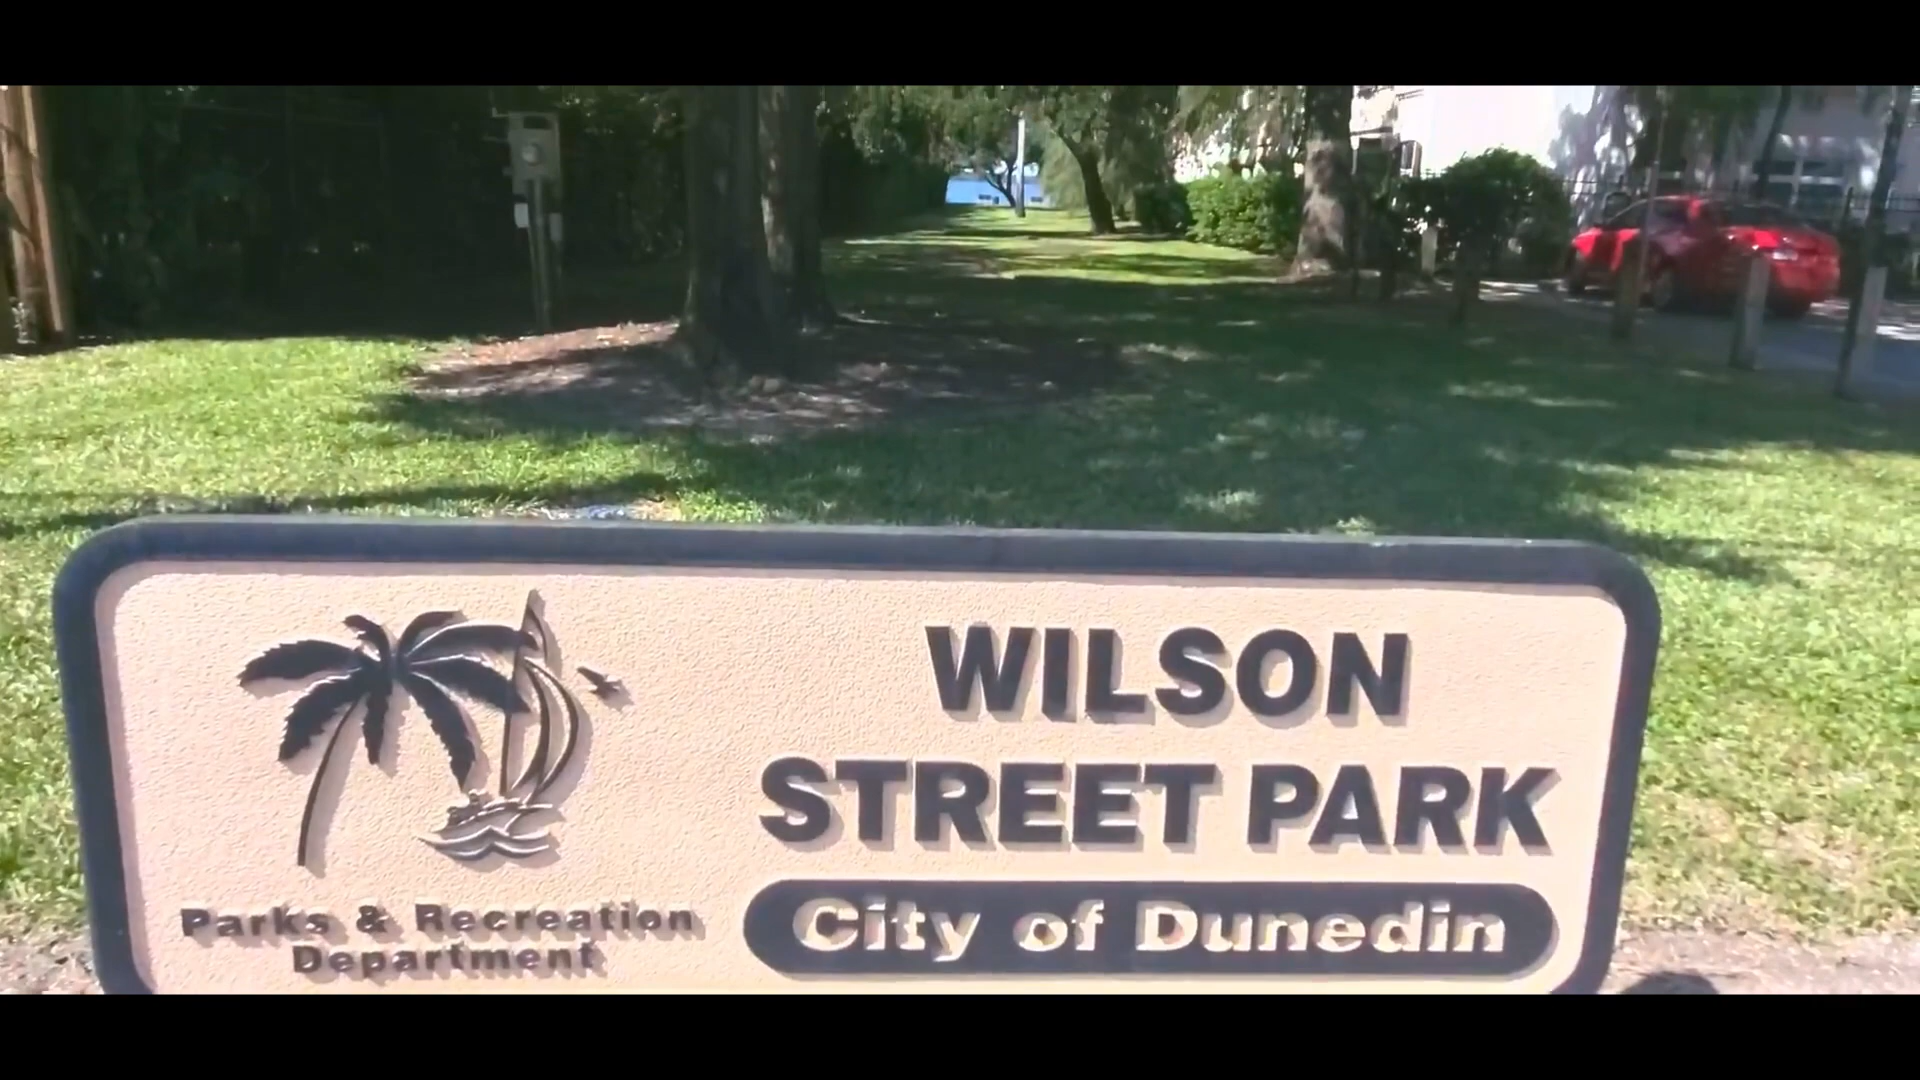 WILSON
STREET PARK
City of Dunedin
Parks & Recreation
Department